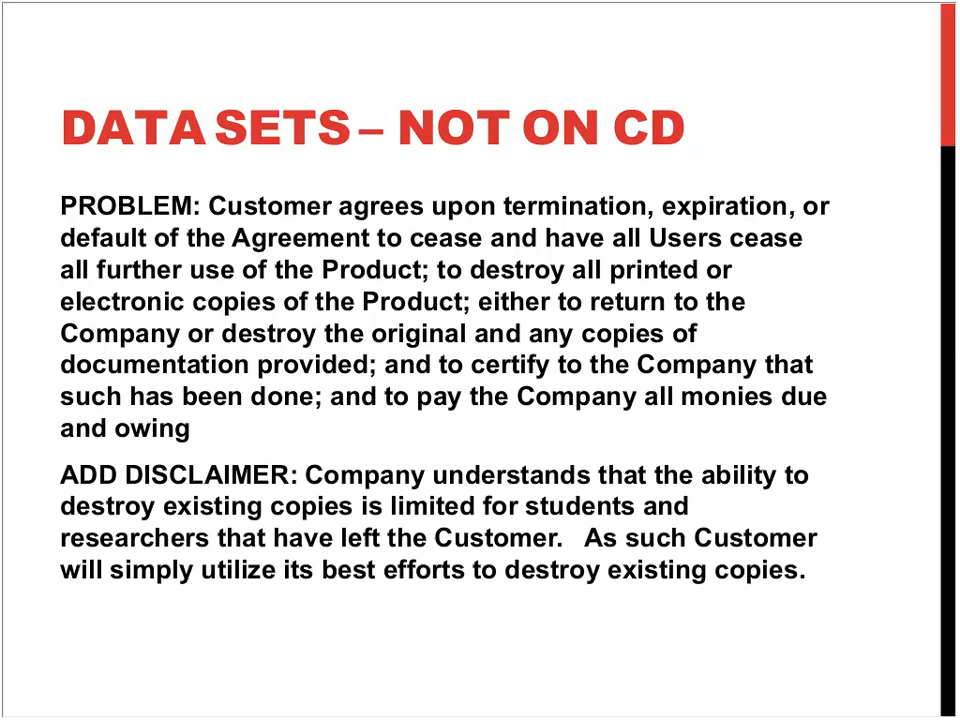 DATA SETS – NOT ON CD
PROBLEM: Customer agrees upon termination, expiration, or
default of the Agreement to cease and have all Users cease
all further use of the Product; to destroy all printed or
electronic copies of the Product; either to return to the
Company or destroy the original and any copies of
documentation provided; and to certify to the Company that
such has been done; and to pay the Company all monies due
and owing
ADD DISCLAIMER: Company understands that the ability to
destroy existing copies is limited for students and
researchers that have left the Customer.   As such Customer
will simply utilize its best efforts to destroy existing copies.